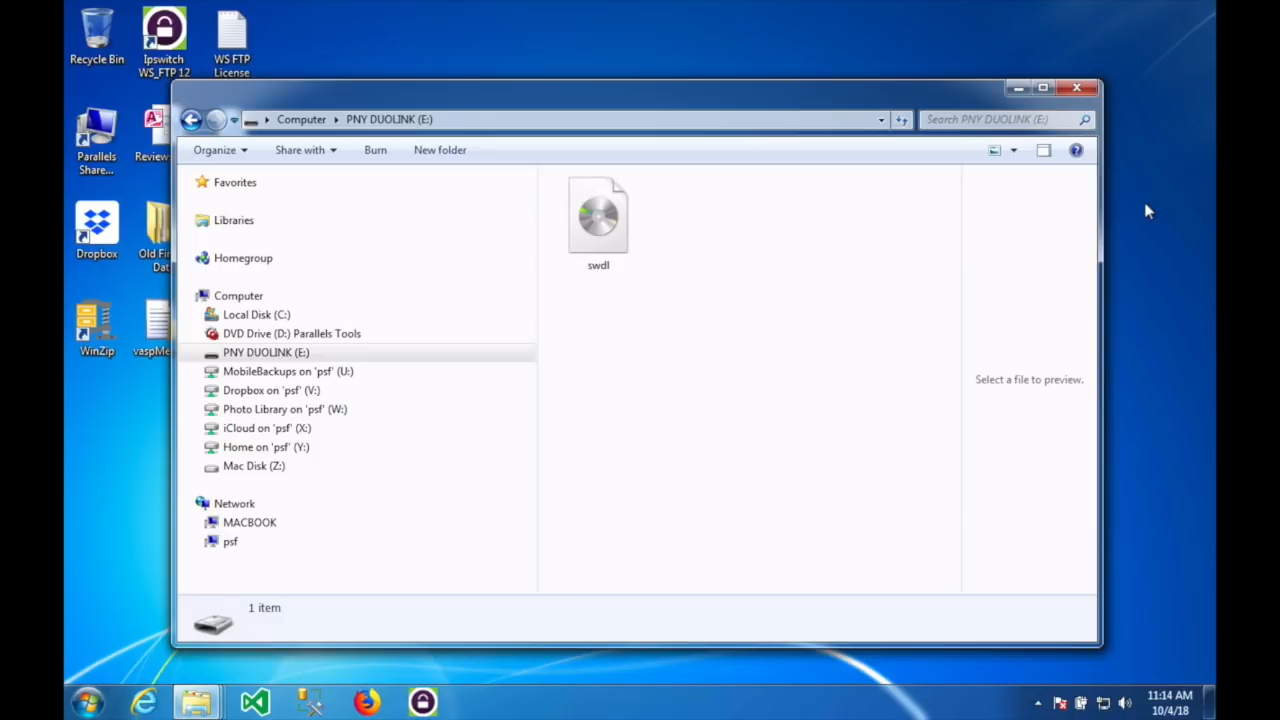 Recycle Bin
Ipswitch
WS_FTP 12
WS FTP
License
Parallels
Share...
Review
Dropbox
Old Fi
Dat
WinZip
vaspMe
Computer
PNY DUOLINK (E:)
Search PNY DUOLINK (E:)
Organize
Share with
Burn
New folder
Favorites
Libraries
Homegroup
Computer
Local Disk (C:)
DVD Drive (D:) Parallels Tools
PNY DUOLINK (E:)
MobileBackups on 'psf' (U:)
Dropbox on 'psf' (V:)
Photo Library on 'psf' (W:)
iCloud on 'psf' (X:)
Home on 'psf' (Y:)
Mac Disk (Z:)
Network
MACBOOK
psf
swdl
Select a file to preview.
1 item
11:14 AM
10/4/18